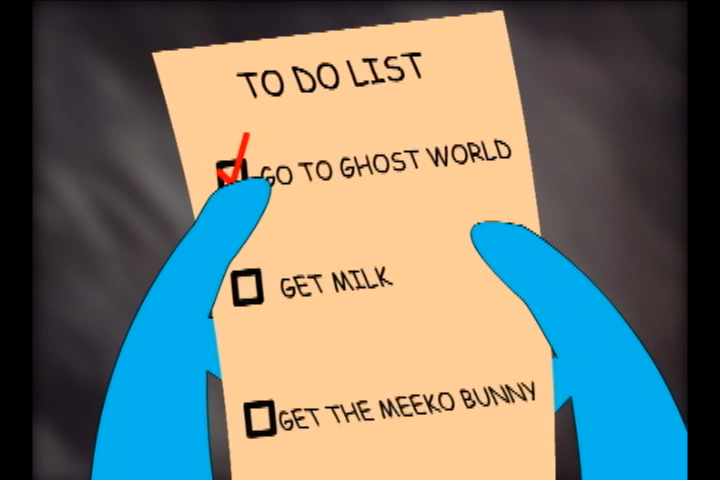 TO DO LIST
GO TO GHOST WORLD
GET MILK
GET THE MEEKO BUNNY